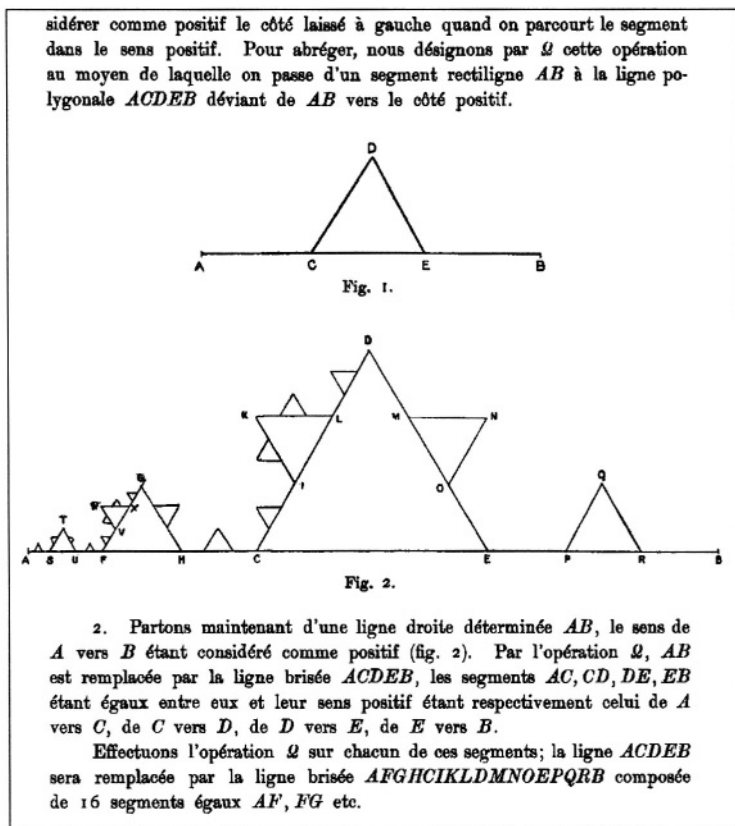 sidérer comme positif le côté laissé à gauche quand on parcourt le segment
dans le sens positif. Pour abréger, nous désignons par Ω cette opération
au moyen de laquelle on passe d'un segment rectiligne AB à la ligne po-
lygonale ACDEB déviant de AB vers le côté positif.
D
A C E B
Fig. 1.
D
K L M N
G Q
W X I O
T V
A S U F H C E P R B
Fig. 2.
2. Partons maintenant d'une ligne droite déterminée AB, le sens de
A vers B étant considéré comme positif (fig. 2). Par l'opération Ω, AB
est remplacée par la ligne brisée ACDEB, les segments AC, CD, DE, EB
étant égaux entre eux et leur sens positif étant respectivement celui de A
vers C, de C vers D, de D vers E, de E vers B.
Effectuons l'opération Ω sur chacun de ces segments; la ligne ACDEB
sera remplacée par la ligne brisée AFGHCIKLDMNOEPQRB composée
de 16 segments égaux AF, FG etc.